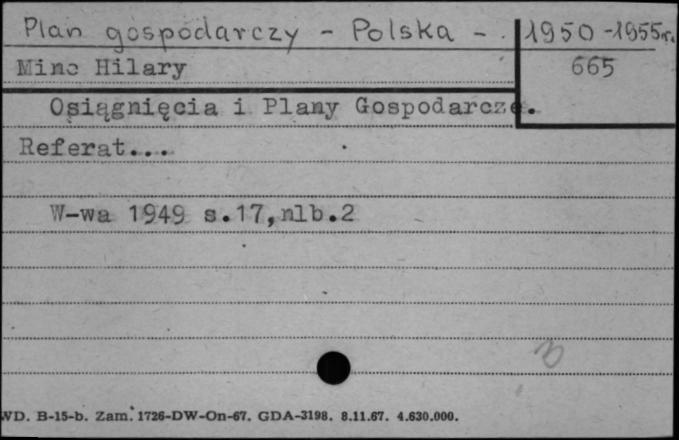 Plan gospodarczy - Polska - 1950-1955r.
Minc Hilary 665
Osiągnięcia i Plany Gospodarcze.
Referat...
W-wa 1949 s.17,nlb.2
WD. B-15-b. Zam. 1726-DW-On-67. GDA-3198. 8.11.67. 4.630.000.